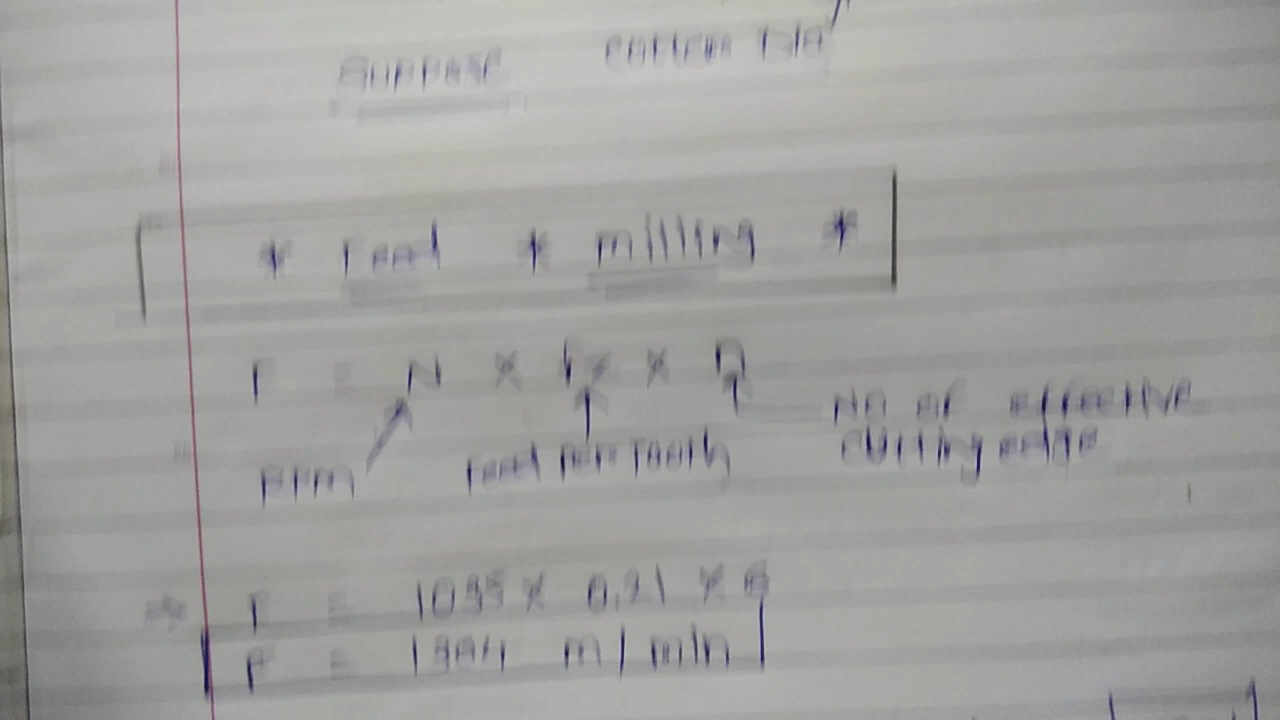 Suppose
* Feed * milling *
F = N X Fz X n
RPM Feed per Tooth No of effective
cutting edge
F = 1035 X 0.21 X 6
F = 1304 m/min